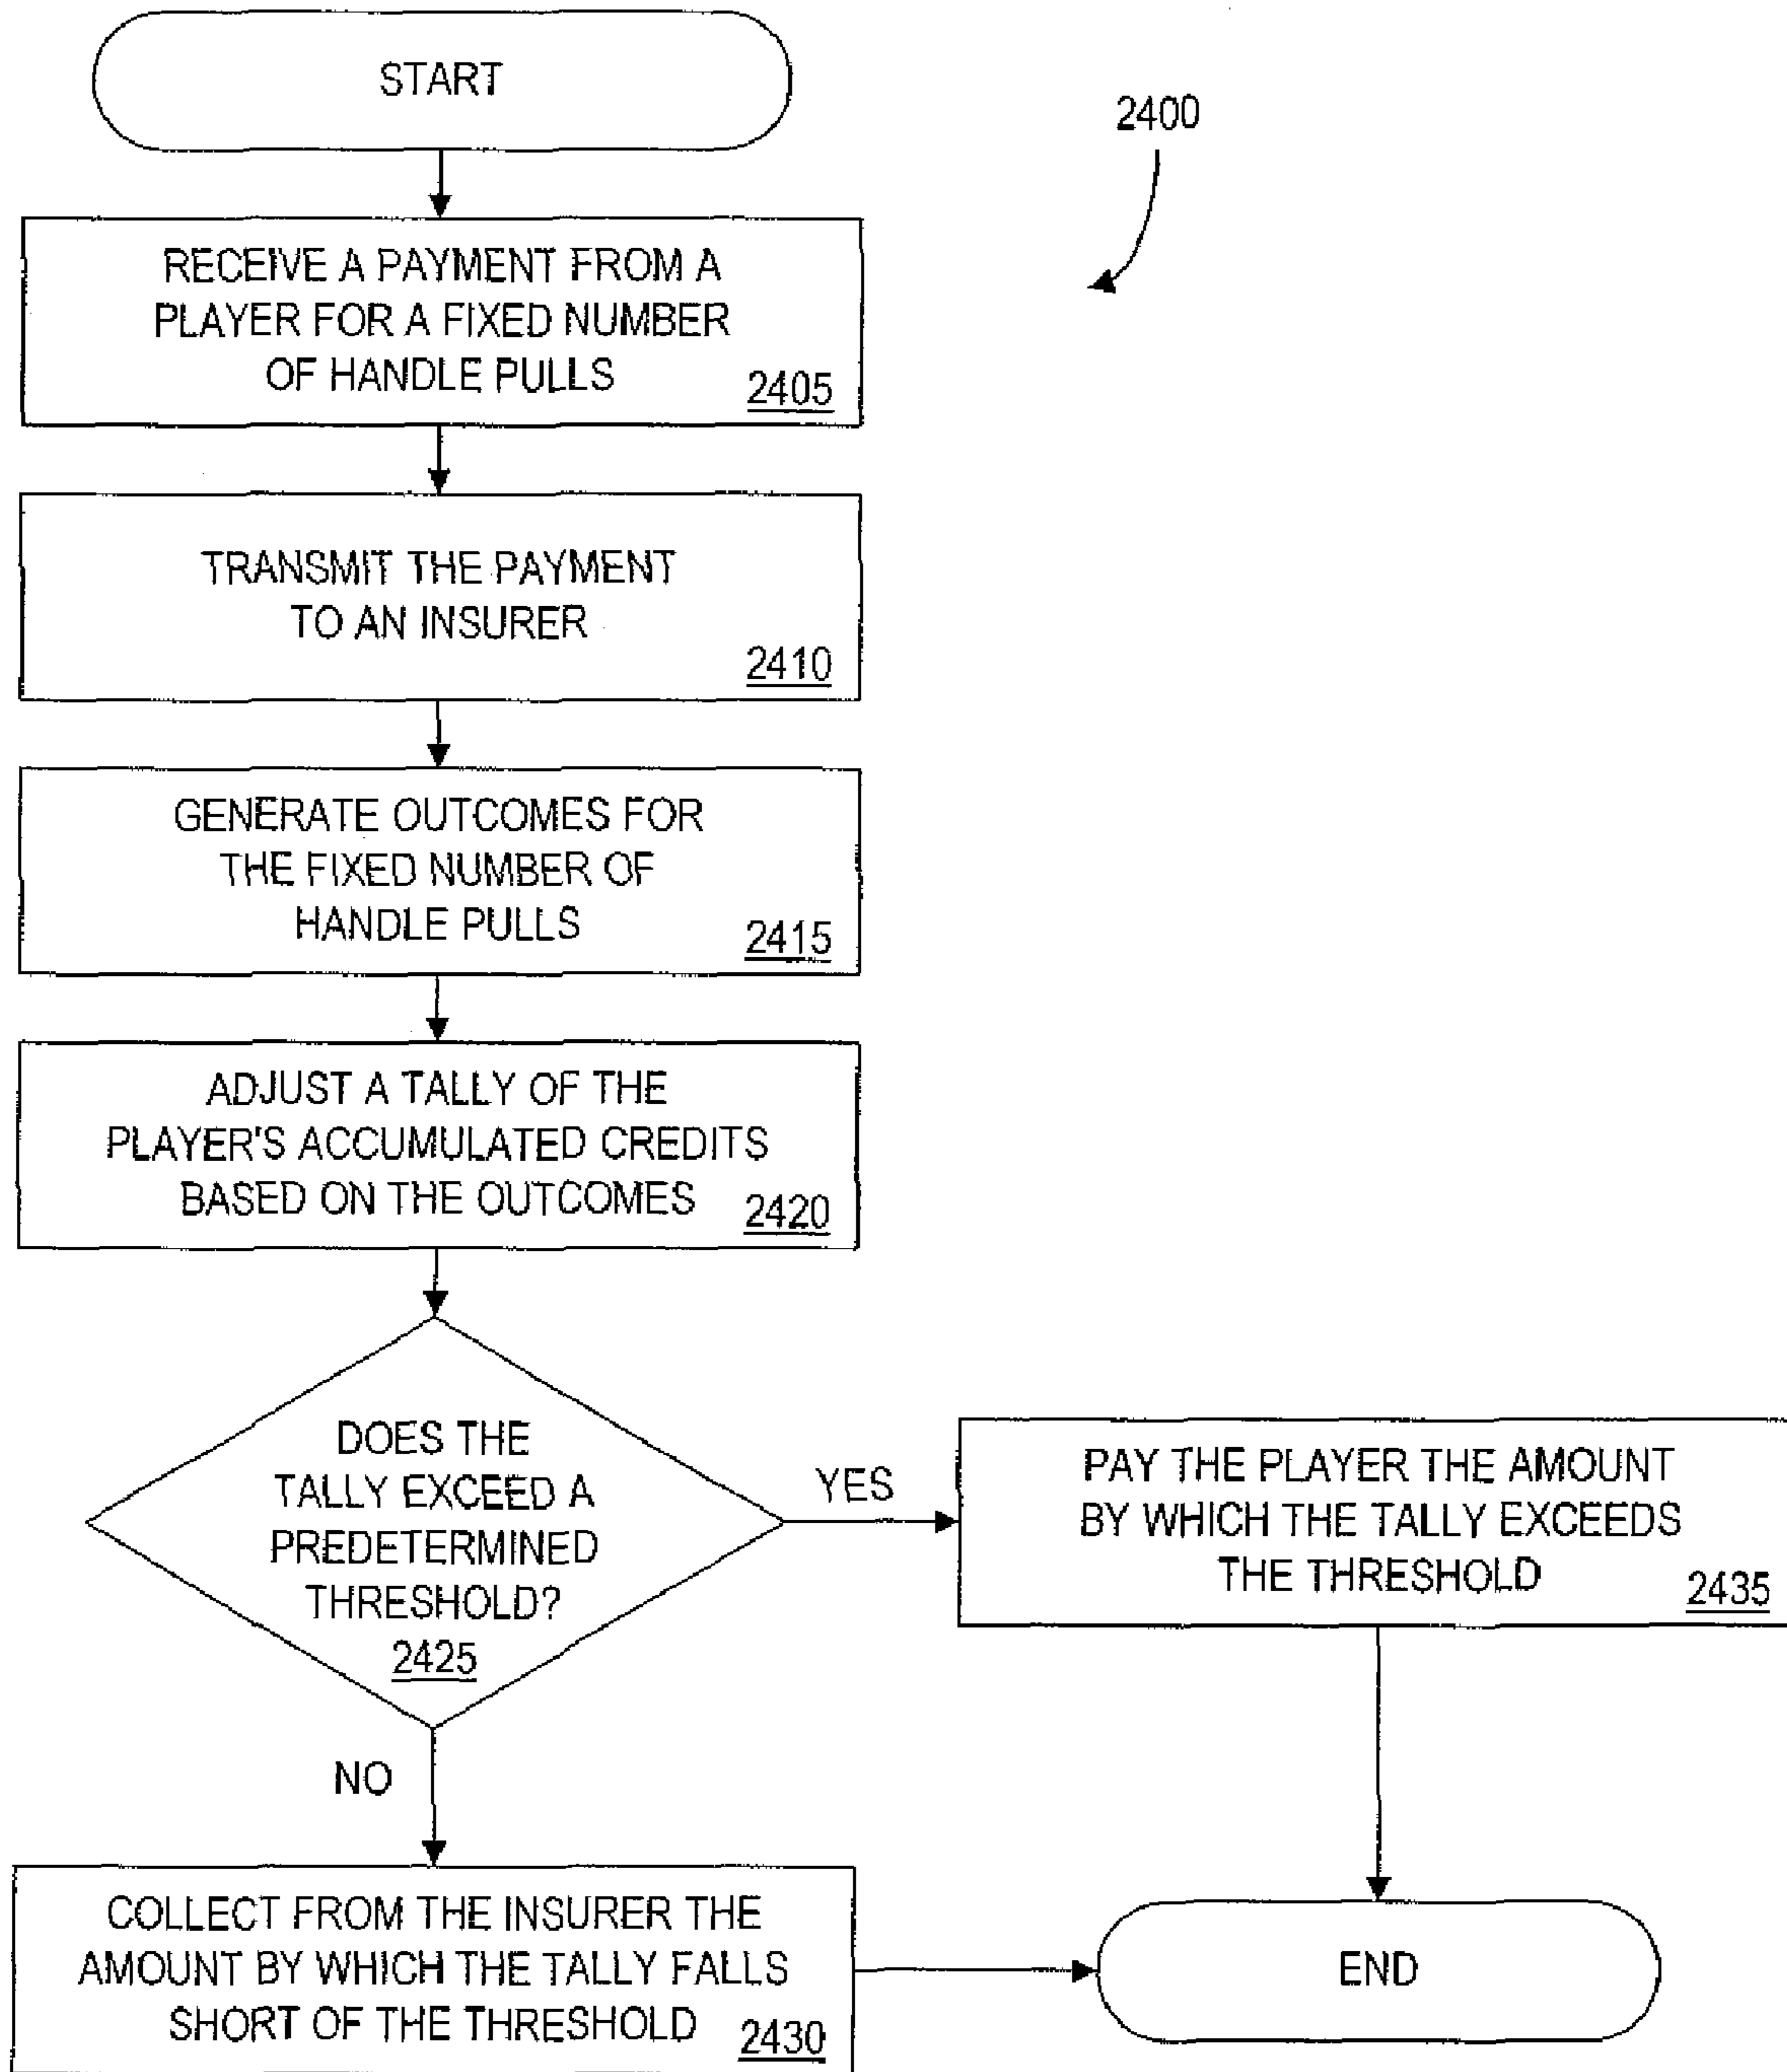 START
2400
RECEIVE A PAYMENT FROM A
PLAYER FOR A FIXED NUMBER
OF HANDLE PULLS
2405
TRANSMIT THE PAYMENT
TO AN INSURER
2410
GENERATE OUTCOMES FOR
THE FIXED NUMBER OF
HANDLE PULLS
2415
ADJUST A TALLY OF THE
PLAYER'S ACCUMULATED CREDITS
BASED ON THE OUTCOMES
2420
DOES THE
TALLY EXCEED A
PREDETERMINED
THRESHOLD?
2425
YES
PAY THE PLAYER THE AMOUNT
BY WHICH THE TALLY EXCEEDS
THE THRESHOLD
2435
NO
COLLECT FROM THE INSURER THE
AMOUNT BY WHICH THE TALLY FALLS
SHORT OF THE THRESHOLD
2430
END